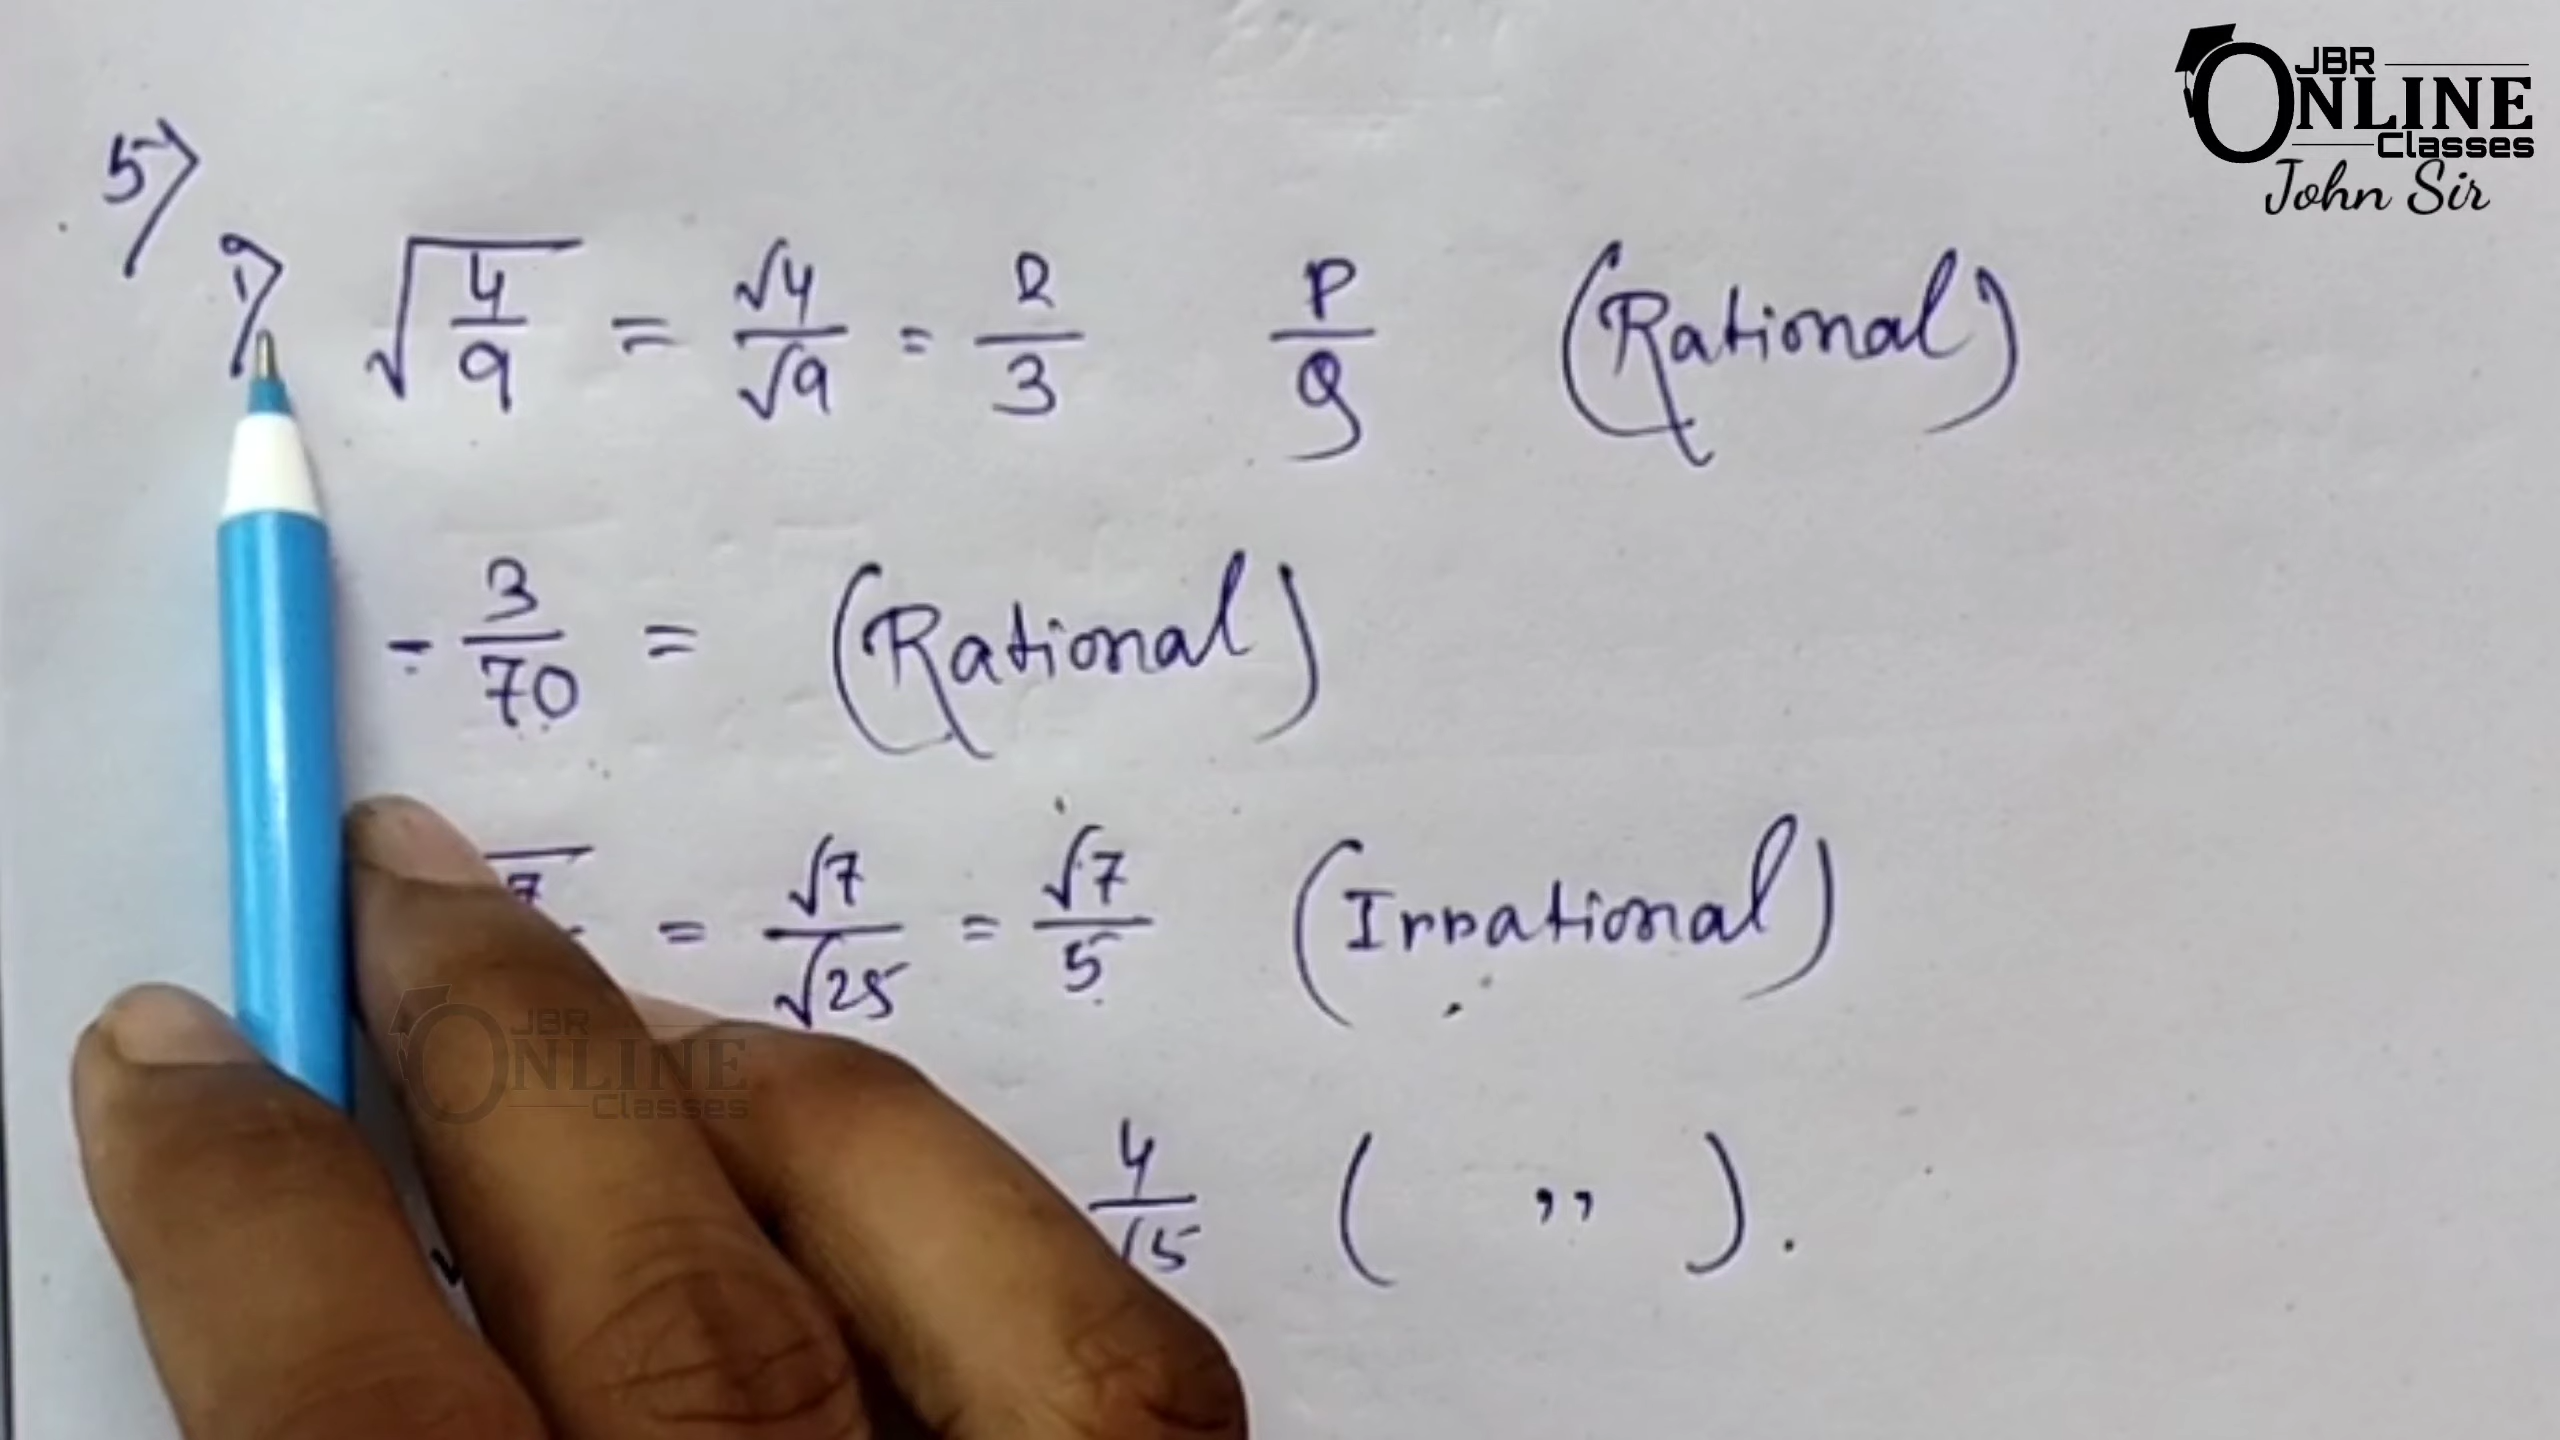 JBR
ONLINE
Classes
John Sir
5)
i) √(4/9) = √4/√9 = 2/3 P/Q (Rational)
- 3/70 = (Rational)
7 = √7/√25 = √7/5 (Irrational)
4/√5 ( ,, ).
JBR
ONLINE
Classes